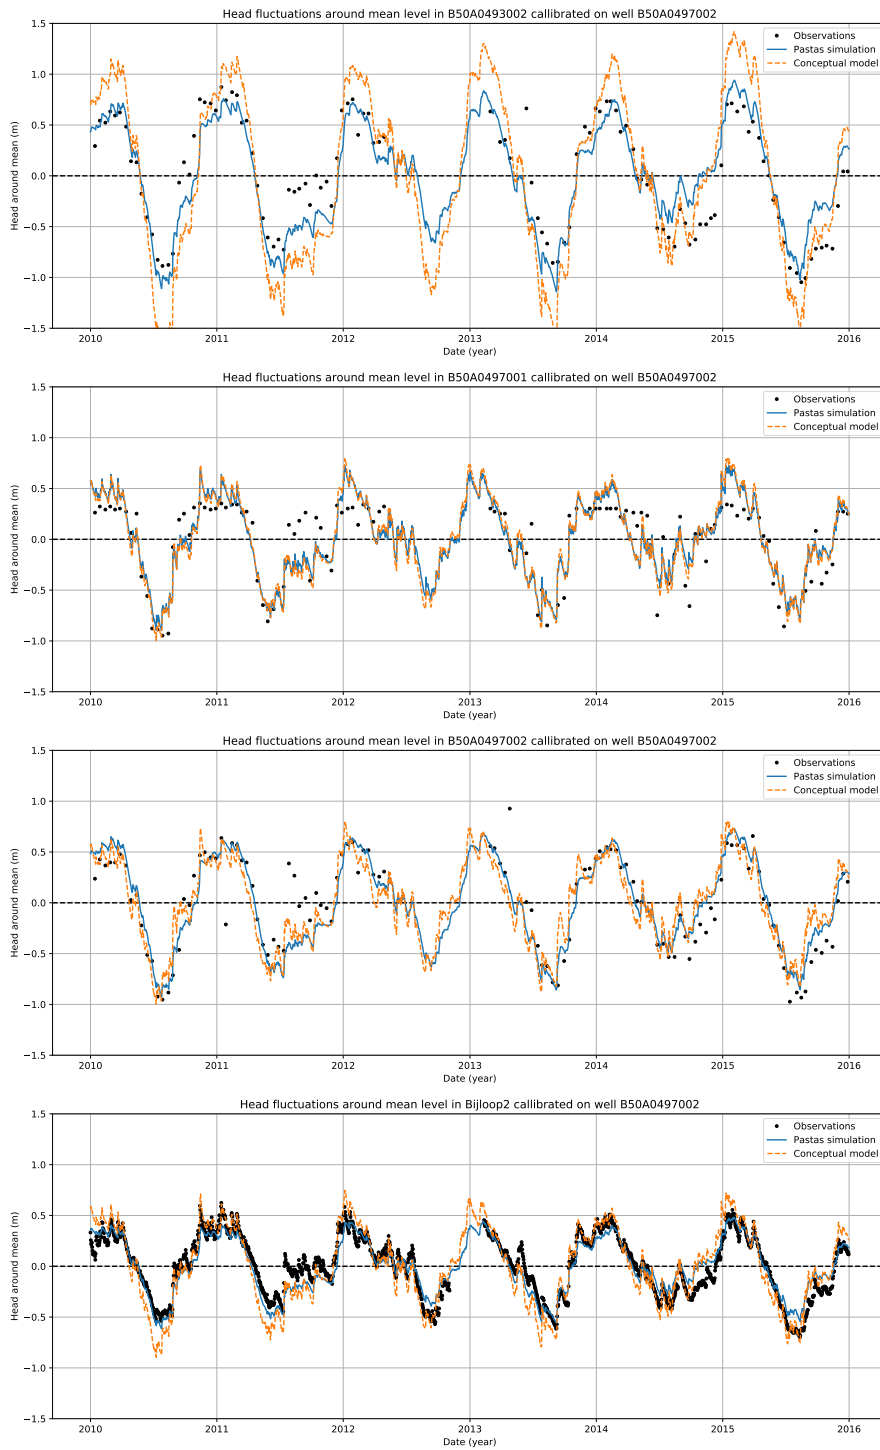 Head fluctuations around mean level in B50A0493002 callibrated on well B50A0497002
Observations
Pastas simulation
Conceptual model
Head around mean (m)
1.5
1.0
0.5
0.0
−0.5
−1.0
−1.5
2010 2011 2012 2013 2014 2015 2016
Date (year)
Head fluctuations around mean level in B50A0497001 callibrated on well B50A0497002
Observations
Pastas simulation
Conceptual model
Head around mean (m)
1.5
1.0
0.5
0.0
−0.5
−1.0
−1.5
2010 2011 2012 2013 2014 2015 2016
Date (year)
Head fluctuations around mean level in B50A0497002 callibrated on well B50A0497002
Observations
Pastas simulation
Conceptual model
Head around mean (m)
1.5
1.0
0.5
0.0
−0.5
−1.0
−1.5
2010 2011 2012 2013 2014 2015 2016
Date (year)
Head fluctuations around mean level in Bijloop2 callibrated on well B50A0497002
Observations
Pastas simulation
Conceptual model
Head around mean (m)
1.5
1.0
0.5
0.0
−0.5
−1.0
−1.5
2010 2011 2012 2013 2014 2015 2016
Date (year)